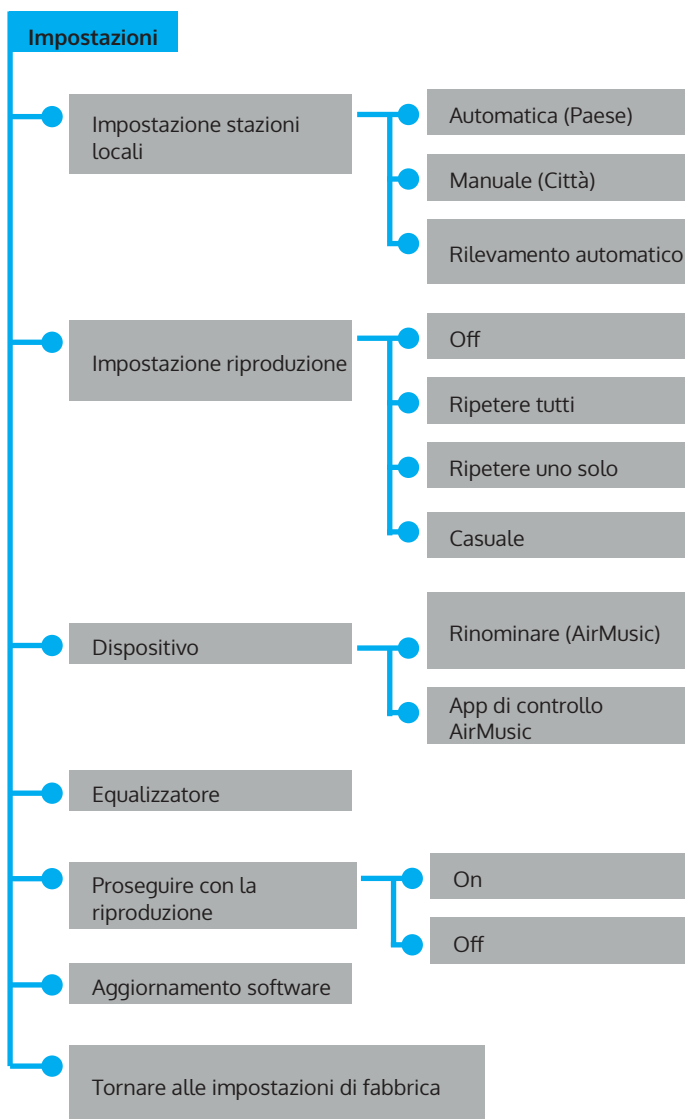 Impostazioni
Impostazione stazioni
locali
Automatica (Paese)
Manuale (Città)
Rilevamento automatico
Impostazione riproduzione
Off
Ripetere tutti
Ripetere uno solo
Casuale
Dispositivo
Rinominare (AirMusic)
App di controllo
AirMusic
Equalizzatore
Proseguire con la
riproduzione
On
Off
Aggiornamento software
Tornare alle impostazioni di fabbrica